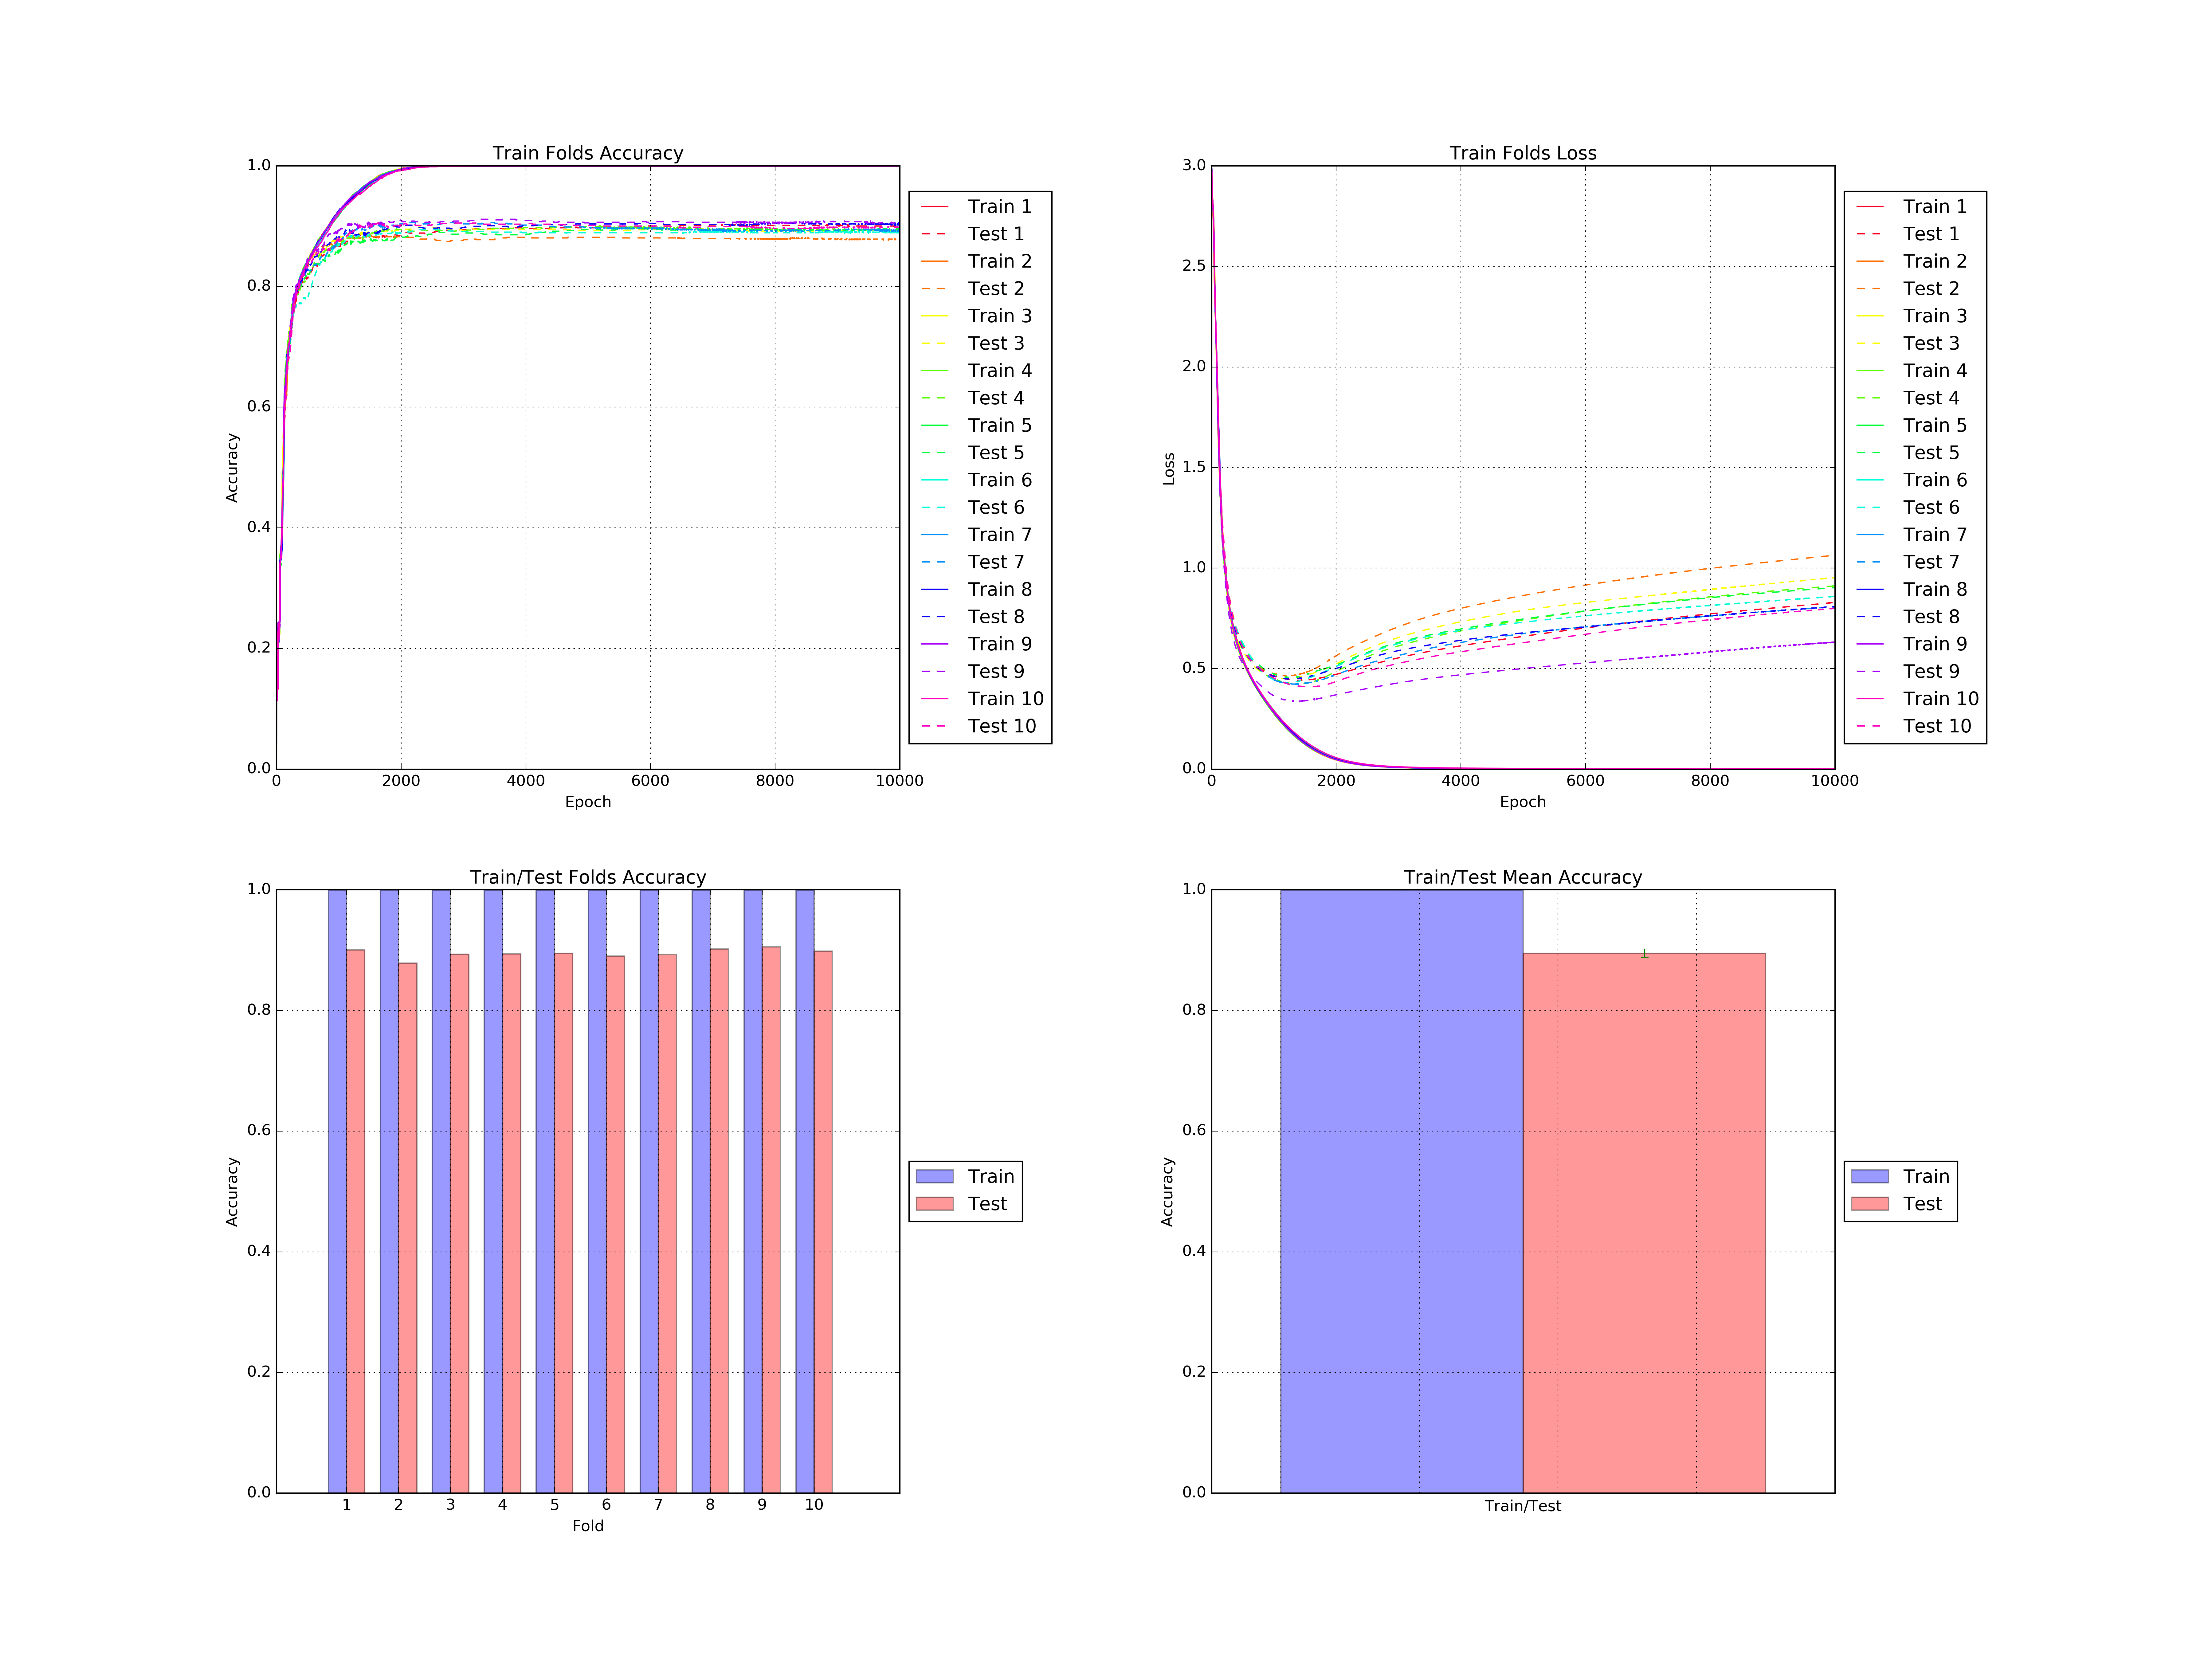 Train Folds Accuracy
1.0
0.8
0.6
0.4
0.2
0.0
Accuracy
0 2000 4000 6000 8000 10000
Epoch
Train 1
Test 1
Train 2
Test 2
Train 3
Test 3
Train 4
Test 4
Train 5
Test 5
Train 6
Test 6
Train 7
Test 7
Train 8
Test 8
Train 9
Test 9
Train 10
Test 10
Train Folds Loss
3.0
2.5
2.0
1.5
1.0
0.5
0.0
Loss
0 2000 4000 6000 8000 10000
Epoch
Train 1
Test 1
Train 2
Test 2
Train 3
Test 3
Train 4
Test 4
Train 5
Test 5
Train 6
Test 6
Train 7
Test 7
Train 8
Test 8
Train 9
Test 9
Train 10
Test 10
Train/Test Folds Accuracy
1.0
0.8
0.6
0.4
0.2
0.0
Accuracy
1 2 3 4 5 6 7 8 9 10
Fold
Train
Test
Train/Test Mean Accuracy
1.0
0.8
0.6
0.4
0.2
0.0
Accuracy
Train/Test
Train
Test